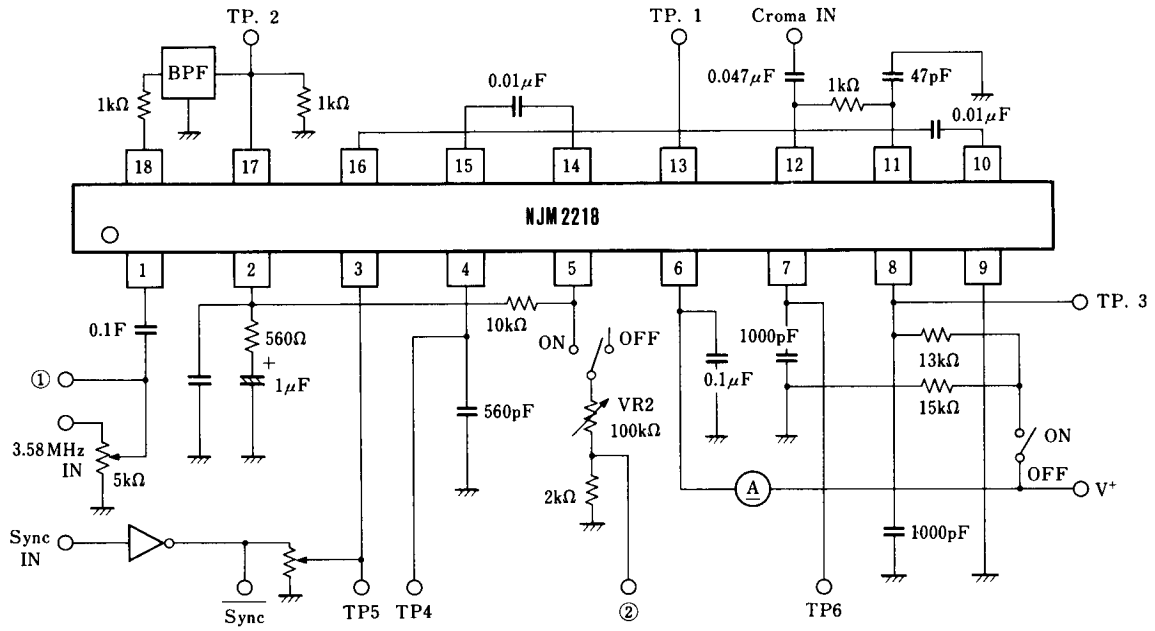 TP. 2
TP. 1
Croma IN
BPF
1kΩ
1kΩ
0.01μF
0.047μF
1kΩ
47pF
0.01μF
18
17
16
15
14
13
12
11
10
NJM2218
1
2
3
4
5
6
7
8
9
0.1F
560Ω
+
1μF
10kΩ
ON
OFF
0.1μF
1000pF
TP. 3
13kΩ
15kΩ
①
560pF
VR2
100kΩ
3.58MHz
IN
5kΩ
2kΩ
A
ON
OFF
V⁺
1000pF
Sync
IN
Sync
TP5
TP4
②
TP6